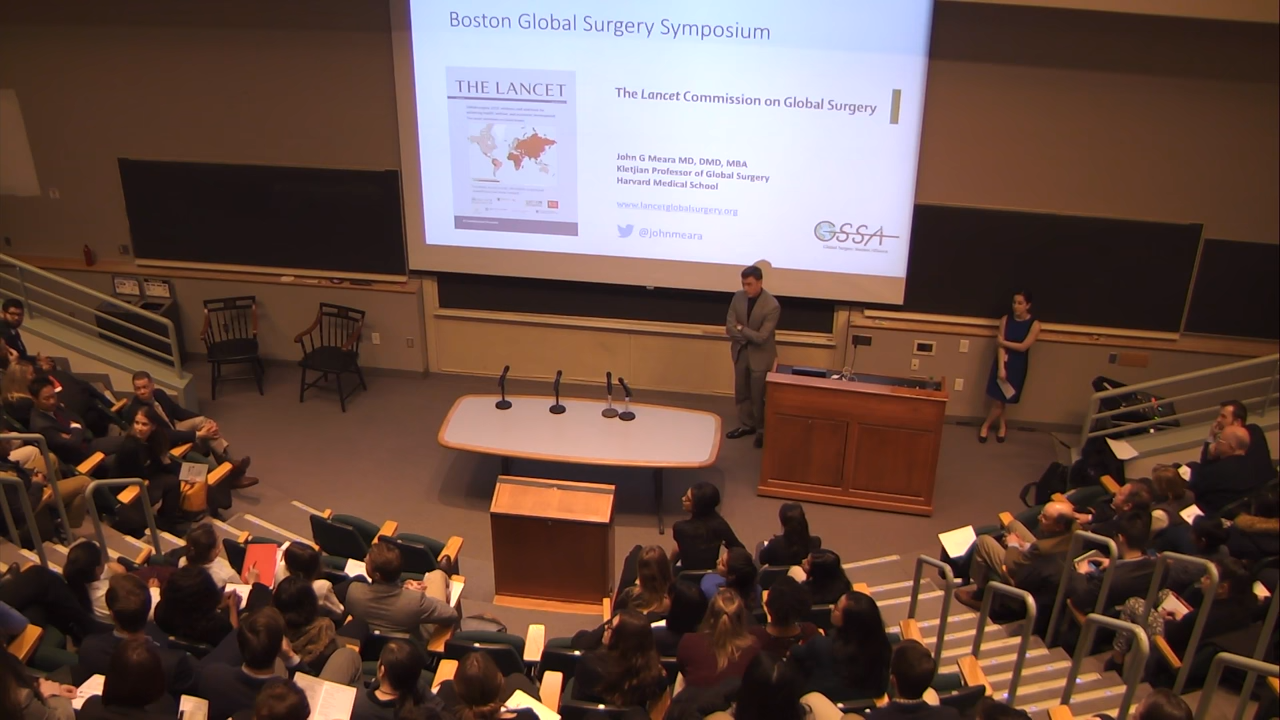 Boston Global Surgery Symposium
THE LANCET
The Lancet Commission on Global Surgery
John G Meara MD, DMD, MBA
Kletjian Professor of Global Surgery
Harvard Medical School
www.lancetglobalsurgery.org
@johnmeara
GSSA